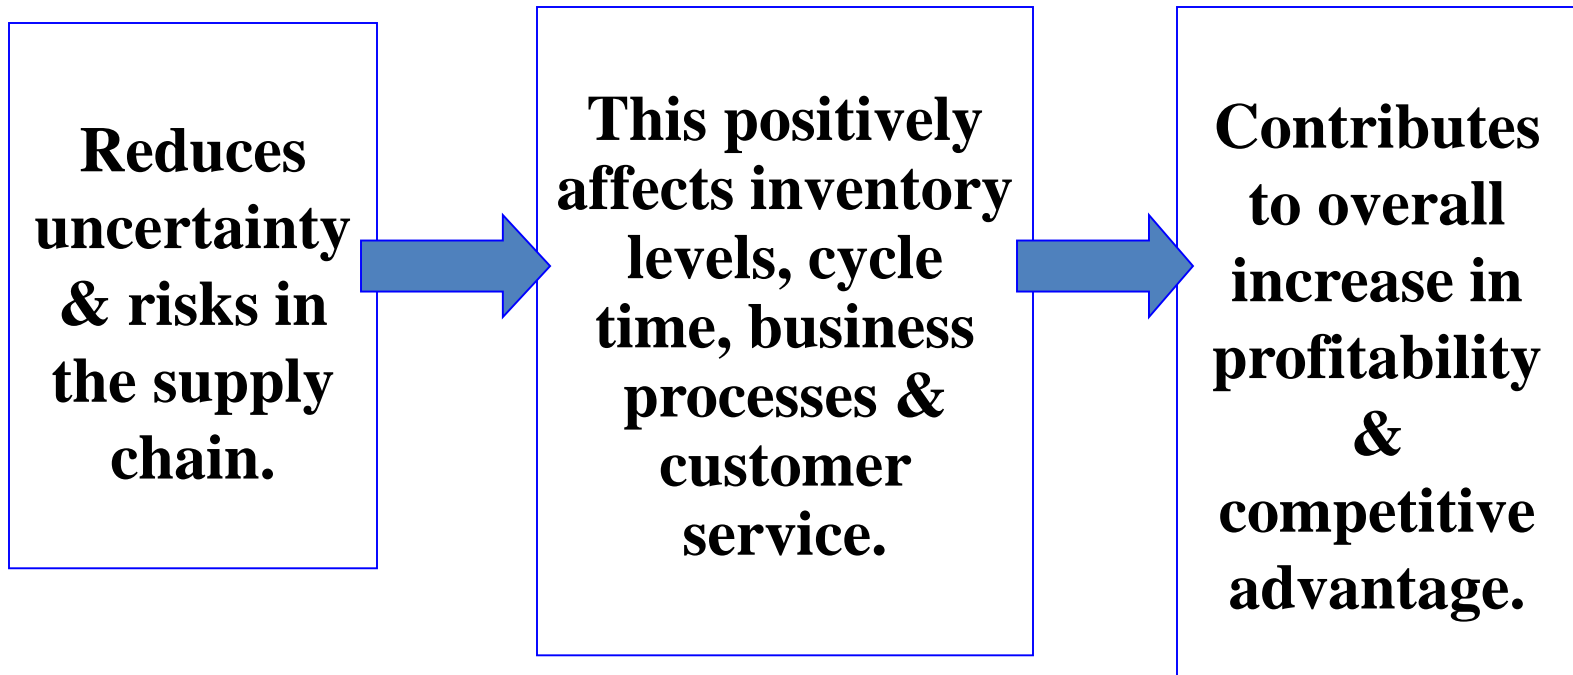 Reduces
uncertainty
& risks in
the supply
chain.
This positively
affects inventory
levels, cycle
time, business
processes &
customer
service.
Contributes
to overall
increase in
profitability
&
competitive
advantage.